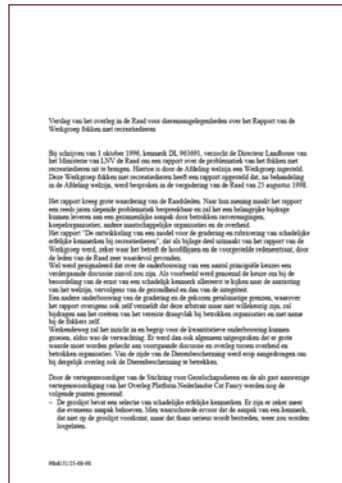 Verslag van het overleg in de Raad voor dierenaangelegenheden over het Rapport van de
Werkgroep fokken met recreatiedieren
Bij schrijven van 1 oktober 1996, kenmerk DL 963691, verzocht de Directeur Landbouw van
het Ministerie van LNV de Raad om een rapport over de problematiek van het fokken met
recreatiedieren uit te brengen. Hiertoe is door de Afdeling welzijn een Werkgroep ingesteld.
Deze Werkgroep fokken met recreatiedieren heeft een rapport opgesteld dat, na behandeling
in de Afdeling welzijn, werd besproken in de vergadering van de Raad van 25 augustus 1998.
Het rapport kreeg grote waardering van de Raadsleden. Naar hun mening maakt het rapport
een reeds jaren slepende problematiek bespreekbaar en zal het een belangrijke bijdrage
kunnen leveren aan een gezamenlijke aanpak door betrokken rasverenigingen,
koepelorganisaties, andere maatschappelijke organisaties en de overheid.
Het rapport "De ontwikkeling van een model voor de gradering en rubricering van schadelijke
erfelijke kenmerken bij recreatiedieren", dat als bijlage deel uitmaakt van het rapport van de
Werkgroep werd, zeker waar het betreft de hoofdlijnen en de voorgestelde redeneertrant, door
de leden van de Raad zeer waardevol gevonden.
Wel werd gesignaleerd dat over de onderbouwing van een aantal principiële keuzes een
verdergaande discussie zinvol zou zijn. Als voorbeeld werd genoemd de keuze om bij de
beoordeling van de ernst van een schadelijk kenmerk allereerst te kijken naar de aantasting
van het welzijn, vervolgens van de gezondheid en dan van de integriteit.
Een nadere onderbouwing van de gradering en de gekozen getalsmatige grenzen, waarover
het rapport overigens ook zelf vermeldt dat deze arbitrair maar niet willekeurig zijn, zal
bijdragen aan het creëren van het vereiste draagvlak bij betrokken organisaties en met name
bij de fokkers zelf.
Werkenderweg zal het inzicht in en begrip voor de kwantitatieve onderbouwing kunnen
groeien, aldus was de verwachting. Er werd dan ook algemeen uitgesproken dat er grote
waarde moet worden gehecht aan voortgaande discussie en overleg tussen overheid en
betrokken organisaties. Van de zijde van de Dierenbescherming werd erop aangedrongen om
bij dergelijk overleg ook de Dierenbescherming te betrekken.
Door de vertegenwoordiger van de Stichting voor Gezelschapsdieren en de als gast aanwezige
vertegenwoordiging van het Overleg Platform Nederlandse Cat Fancy werden nog de
volgende punten genoemd:
– De groslijst bevat een selectie van schadelijke erfelijke kenmerken. Er zijn er zeker meer
die eveneens aanpak behoeven. Men waarschuwde ervoor dat de aanpak van een kenmerk,
dat niet op de groslijst voorkomt, maar dat thans serieus wordt bestreden, weer zou worden
losgelaten.